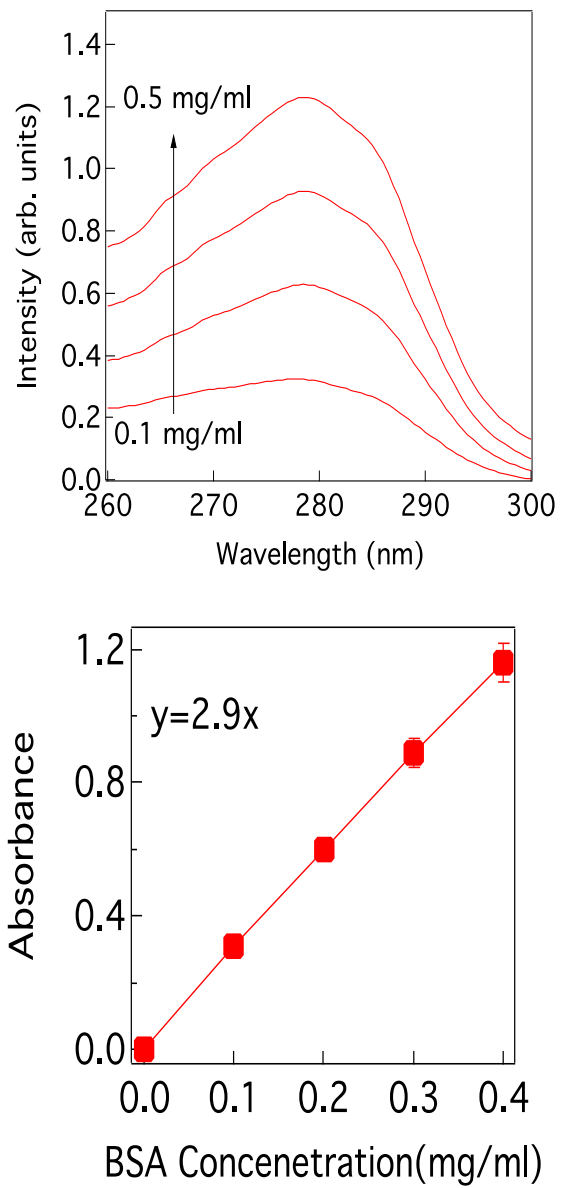 1.4
1.2
1.0
0.8
0.6
0.4
0.2
0.0
Intensity (arb. units)
0.5 mg/ml
0.1 mg/ml
260 270 280 290 300
Wavelength (nm)
1.2
0.8
0.4
0.0
Absorbance
y=2.9x
0.0 0.1 0.2 0.3 0.4
BSA Concenetration(mg/ml)